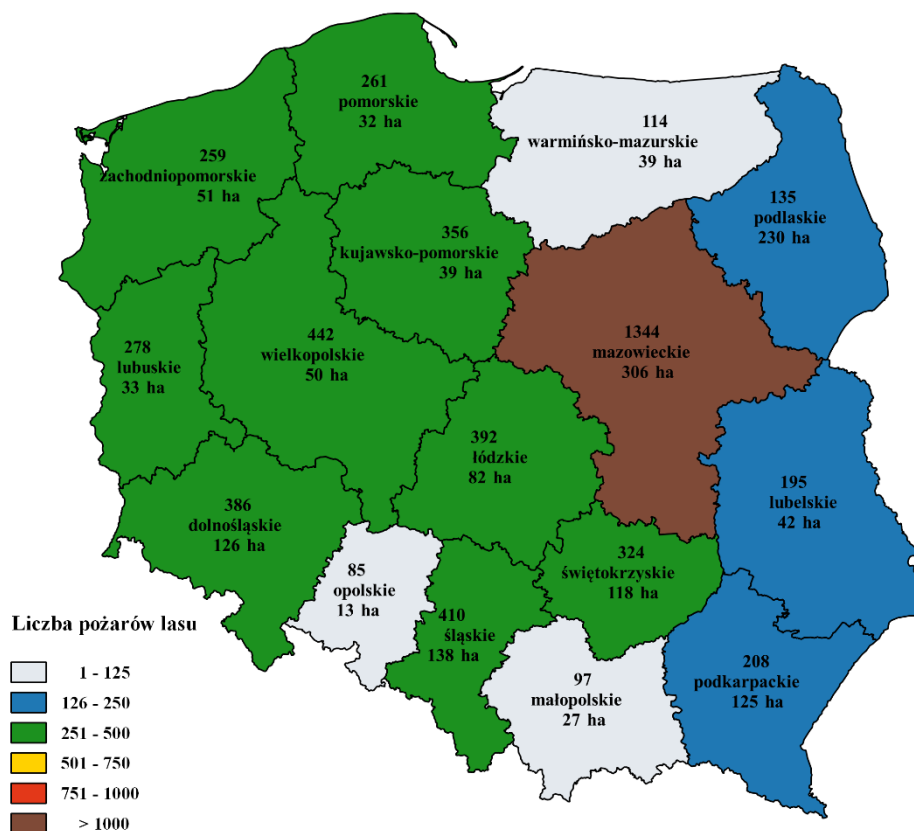 261
pomorskie
32 ha
114
warmińsko-mazurskie
39 ha
259
zachodniopomorskie
51 ha
135
podlaskie
230 ha
356
kujawsko-pomorskie
39 ha
1344
mazowieckie
306 ha
442
wielkopolskie
50 ha
278
lubuskie
33 ha
392
łódzkie
82 ha
195
lubelskie
42 ha
386
dolnośląskie
126 ha
324
świętokrzyskie
118 ha
85
opolskie
13 ha
410
śląskie
138 ha
208
podkarpackie
125 ha
97
małopolskie
27 ha
Liczba pożarów lasu
1 - 125
126 - 250
251 - 500
501 - 750
751 - 1000
> 1000